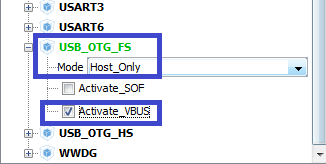 USART3
USART6
USB_OTG_FS
Mode Host_Only
Activate_SOF
Activate_VBUS
USB_OTG_HS
WWDG